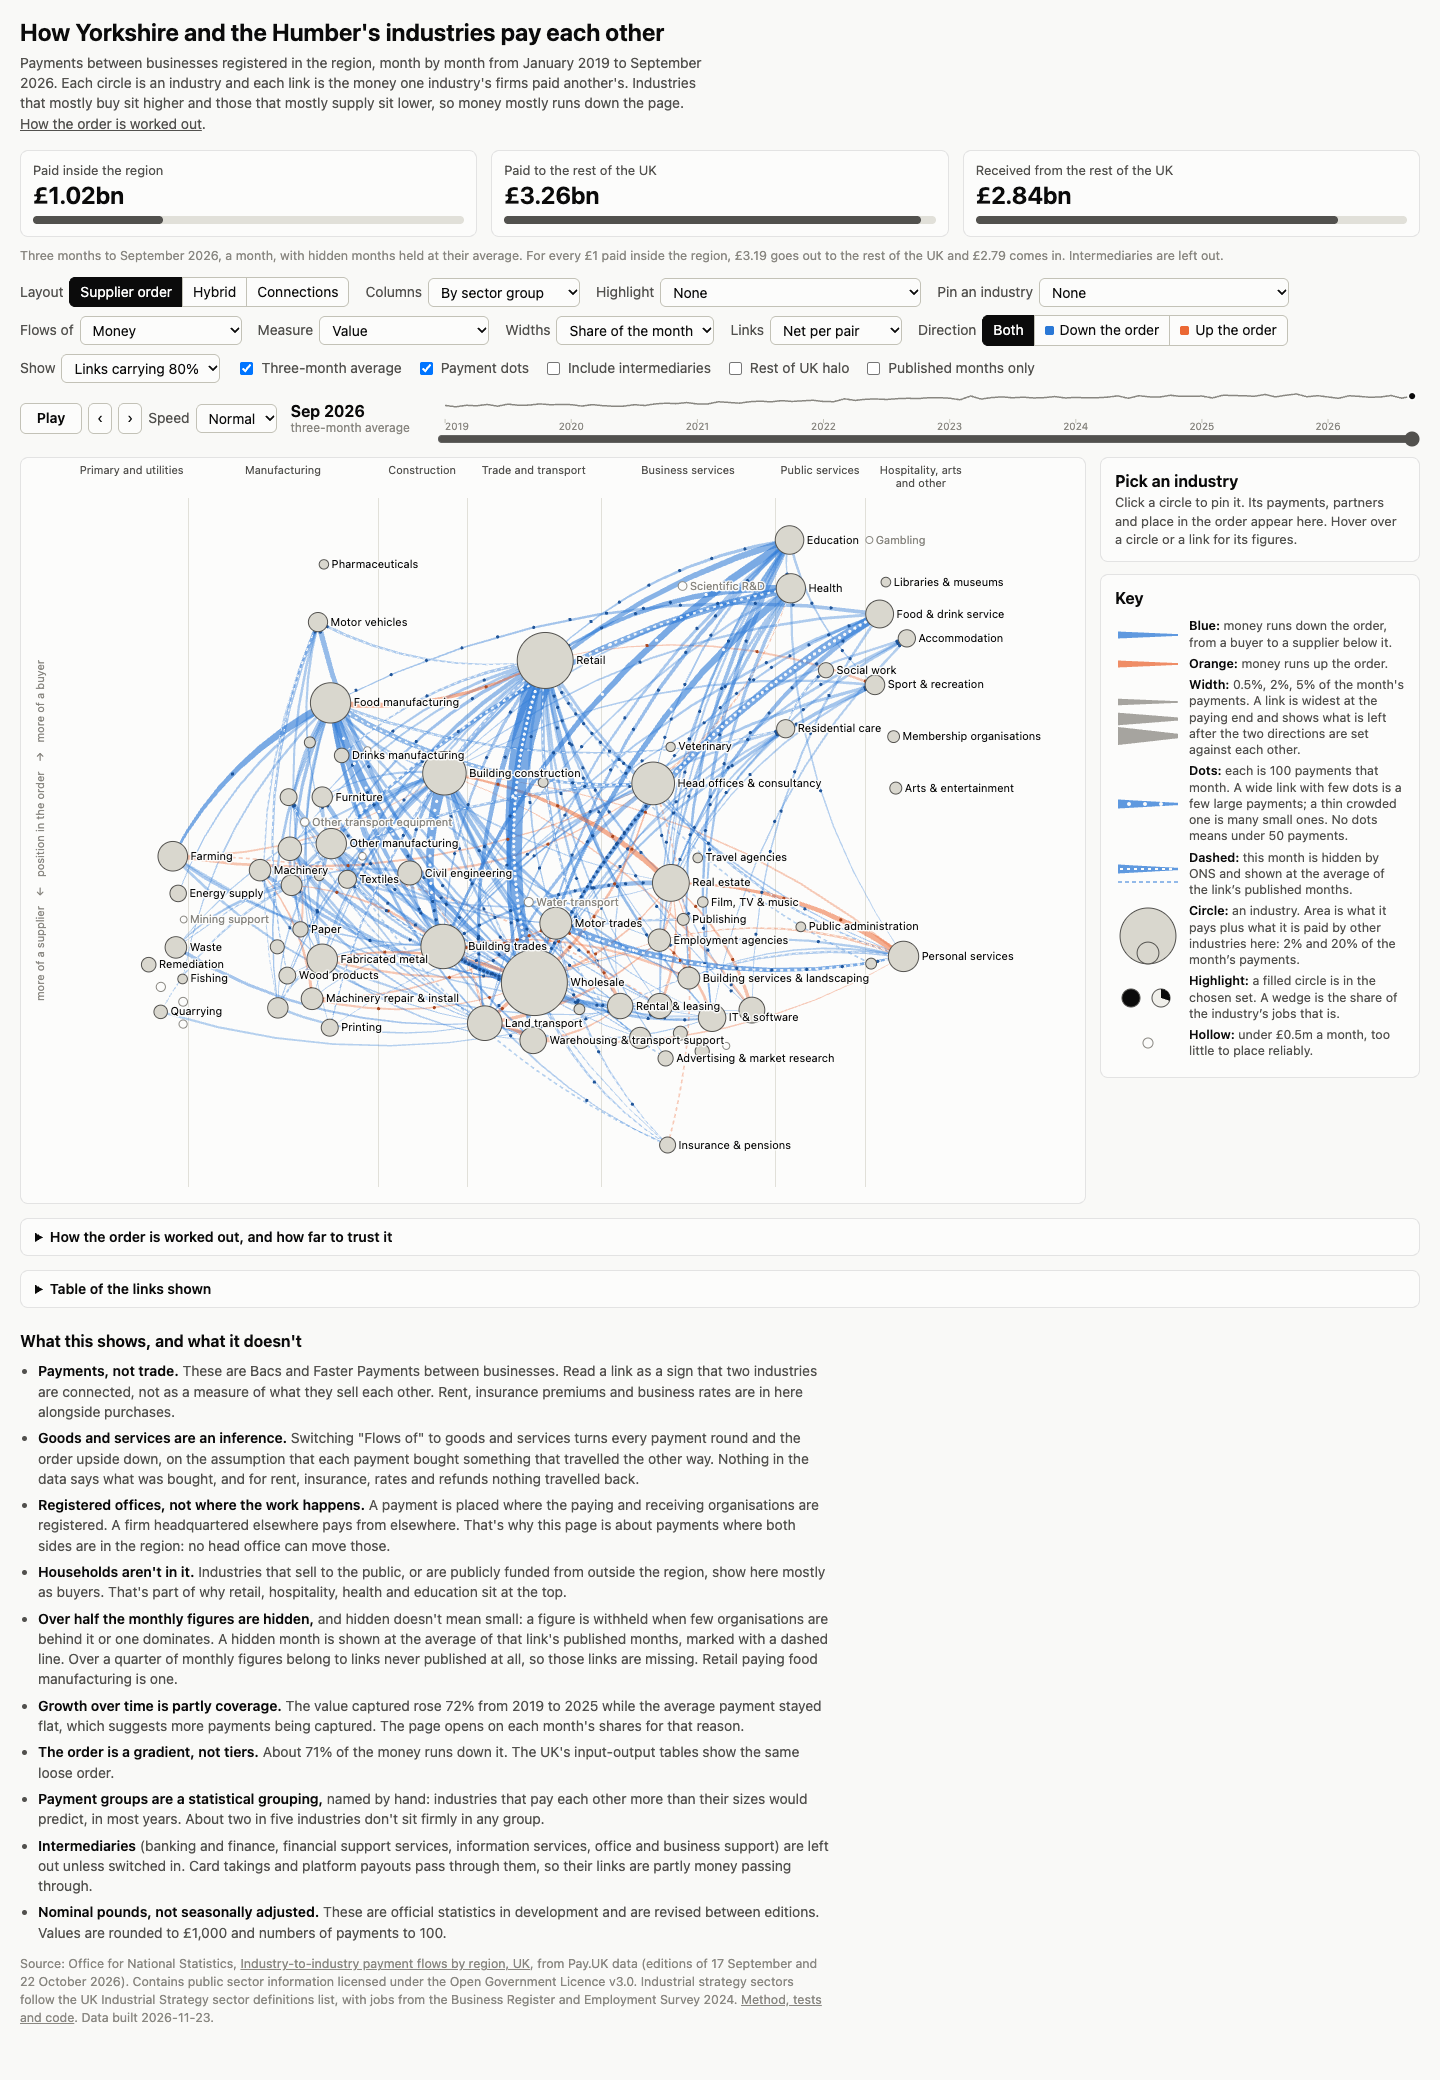 How Yorkshire and the Humber's industries pay each other
Payments between businesses registered in the region, month by month from January 2019 to September
2026. Each circle is an industry and each link is the money one industry's firms paid another's. Industries
that mostly buy sit higher and those that mostly supply sit lower, so money mostly runs down the page.
How the order is worked out.
Paid inside the region
£1.02bn
Paid to the rest of the UK
£3.26bn
Received from the rest of the UK
£2.84bn
Three months to September 2026, a month, with hidden months held at their average. For every £1 paid inside the region, £3.19 goes out to the rest of the UK and £2.79 comes in. Intermediaries are left out.
Layout Supplier order Hybrid Connections Columns By sector group Highlight None Pin an industry None
Flows of Money Measure Value Widths Share of the month Links Net per pair Direction Both Down the order Up the order
Show Links carrying 80% Three-month average Payment dots Include intermediaries Rest of UK halo Published months only
Play ‹ › Speed Normal Sep 2026
three-month average
2019 2020 2021 2022 2023 2024 2025 2026
Primary and utilities Manufacturing Construction Trade and transport Business services Public services Hospitality, arts
and other
more of a supplier ← position in the order → more of a buyer
Education
Gambling
Pharmaceuticals
Libraries & museums
Scientific R&D
Health
Food & drink service
Motor vehicles
Accommodation
Retail
Social work
Sport & recreation
Food manufacturing
Residential care
Membership organisations
Veterinary
Drinks manufacturing
Building construction
Head offices & consultancy
Arts & entertainment
Furniture
Other transport equipment
Other manufacturing
Farming
Travel agencies
Machinery
Civil engineering
Textiles
Real estate
Energy supply
Water transport
Film, TV & music
Mining support
Publishing
Motor trades
Public administration
Paper
Employment agencies
Waste
Building trades
Personal services
Remediation
Fabricated metal
Wood products
Fishing
Building services & landscaping
Wholesale
Machinery repair & install
Rental & leasing
Quarrying
IT & software
Land transport
Printing
Warehousing & transport support
Advertising & market research
Insurance & pensions
Pick an industry
Click a circle to pin it. Its payments, partners
and place in the order appear here. Hover over
a circle or a link for its figures.
Key
Blue: money runs down the order,
from a buyer to a supplier below it.
Orange: money runs up the order.
Width: 0.5%, 2%, 5% of the month's
payments. A link is widest at the
paying end and shows what is left
after the two directions are set
against each other.
Dots: each is 100 payments that
month. A wide link with few dots is a
few large payments; a thin crowded
one is many small ones. No dots
means under 50 payments.
Dashed: this month is hidden by
ONS and shown at the average of
the link’s published months.
Circle: an industry. Area is what it
pays plus what it is paid by other
industries here: 2% and 20% of the
month’s payments.
Highlight: a filled circle is in the
chosen set. A wedge is the share of
the industry’s jobs that is.
Hollow: under £0.5m a month, too
little to place reliably.
How the order is worked out, and how far to trust it
Table of the links shown
What this shows, and what it doesn't
Payments, not trade. These are Bacs and Faster Payments between businesses. Read a link as a sign that two industries
are connected, not as a measure of what they sell each other. Rent, insurance premiums and business rates are in here
alongside purchases.
Goods and services are an inference. Switching "Flows of" to goods and services turns every payment round and the
order upside down, on the assumption that each payment bought something that travelled the other way. Nothing in the
data says what was bought, and for rent, insurance, rates and refunds nothing travelled back.
Registered offices, not where the work happens. A payment is placed where the paying and receiving organisations are
registered. A firm headquartered elsewhere pays from elsewhere. That's why this page is about payments where both
sides are in the region: no head office can move those.
Households aren't in it. Industries that sell to the public, or are publicly funded from outside the region, show here mostly
as buyers. That's part of why retail, hospitality, health and education sit at the top.
Over half the monthly figures are hidden, and hidden doesn't mean small: a figure is withheld when few organisations are
behind it or one dominates. A hidden month is shown at the average of that link's published months, marked with a dashed
line. Over a quarter of monthly figures belong to links never published at all, so those links are missing. Retail paying food
manufacturing is one.
Growth over time is partly coverage. The value captured rose 72% from 2019 to 2025 while the average payment stayed
flat, which suggests more payments being captured. The page opens on each month's shares for that reason.
The order is a gradient, not tiers. About 71% of the money runs down it. The UK's input-output tables show the same
loose order.
Payment groups are a statistical grouping, named by hand: industries that pay each other more than their sizes would
predict, in most years. About two in five industries don't sit firmly in any group.
Intermediaries (banking and finance, financial support services, information services, office and business support) are left
out unless switched in. Card takings and platform payouts pass through them, so their links are partly money passing
through.
Nominal pounds, not seasonally adjusted. These are official statistics in development and are revised between editions.
Values are rounded to £1,000 and numbers of payments to 100.
Source: Office for National Statistics, Industry-to-industry payment flows by region, UK, from Pay.UK data (editions of 17 September and
22 October 2026). Contains public sector information licensed under the Open Government Licence v3.0. Industrial strategy sectors
follow the UK Industrial Strategy sector definitions list, with jobs from the Business Register and Employment Survey 2024. Method, tests
and code. Data built 2026-11-23.